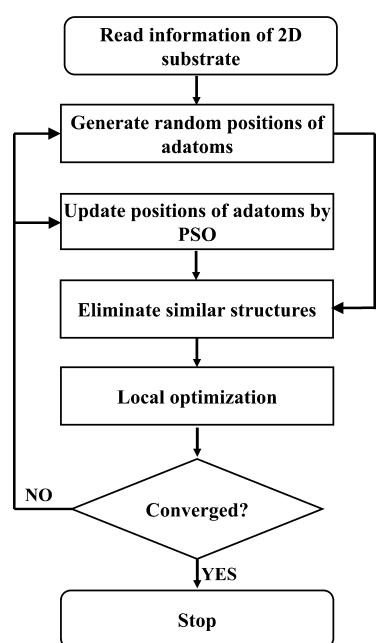 Read information of 2D
substrate
Generate random positions of
adatoms
Update positions of adatoms by
PSO
Eliminate similar structures
Local optimization
Converged?
NO
YES
Stop